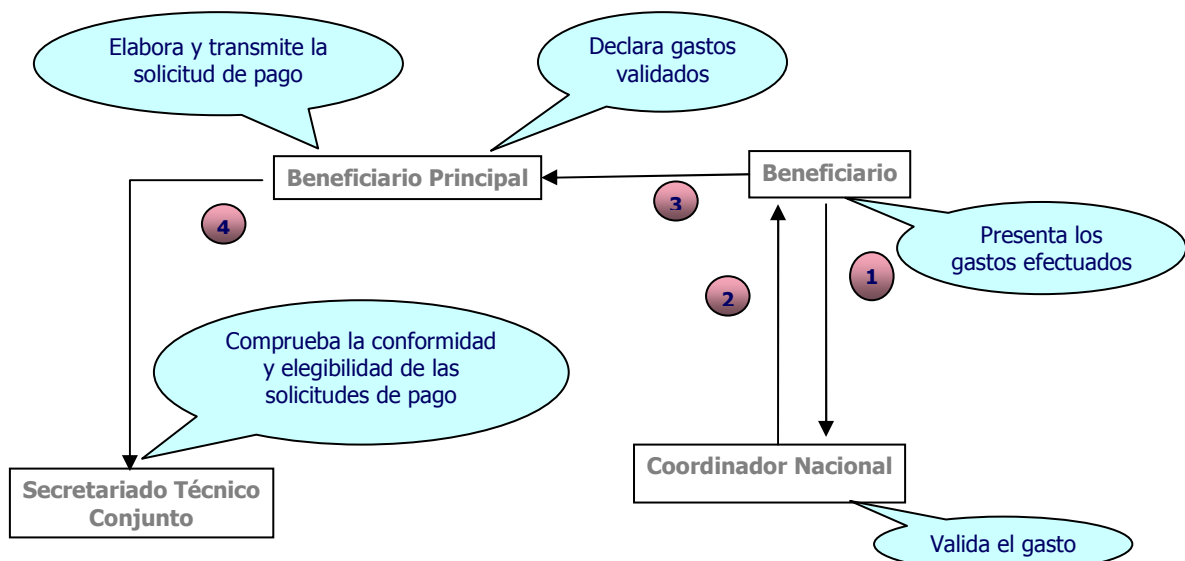 Elabora y transmite la
solicitud de pago
Declara gastos
validados
Beneficiario Principal
Beneficiario
3
4
Presenta los
gastos efectuados
1
2
Comprueba la conformidad
y elegibilidad de las
solicitudes de pago
Coordinador Nacional
Secretariado Técnico
Conjunto
Valida el gasto